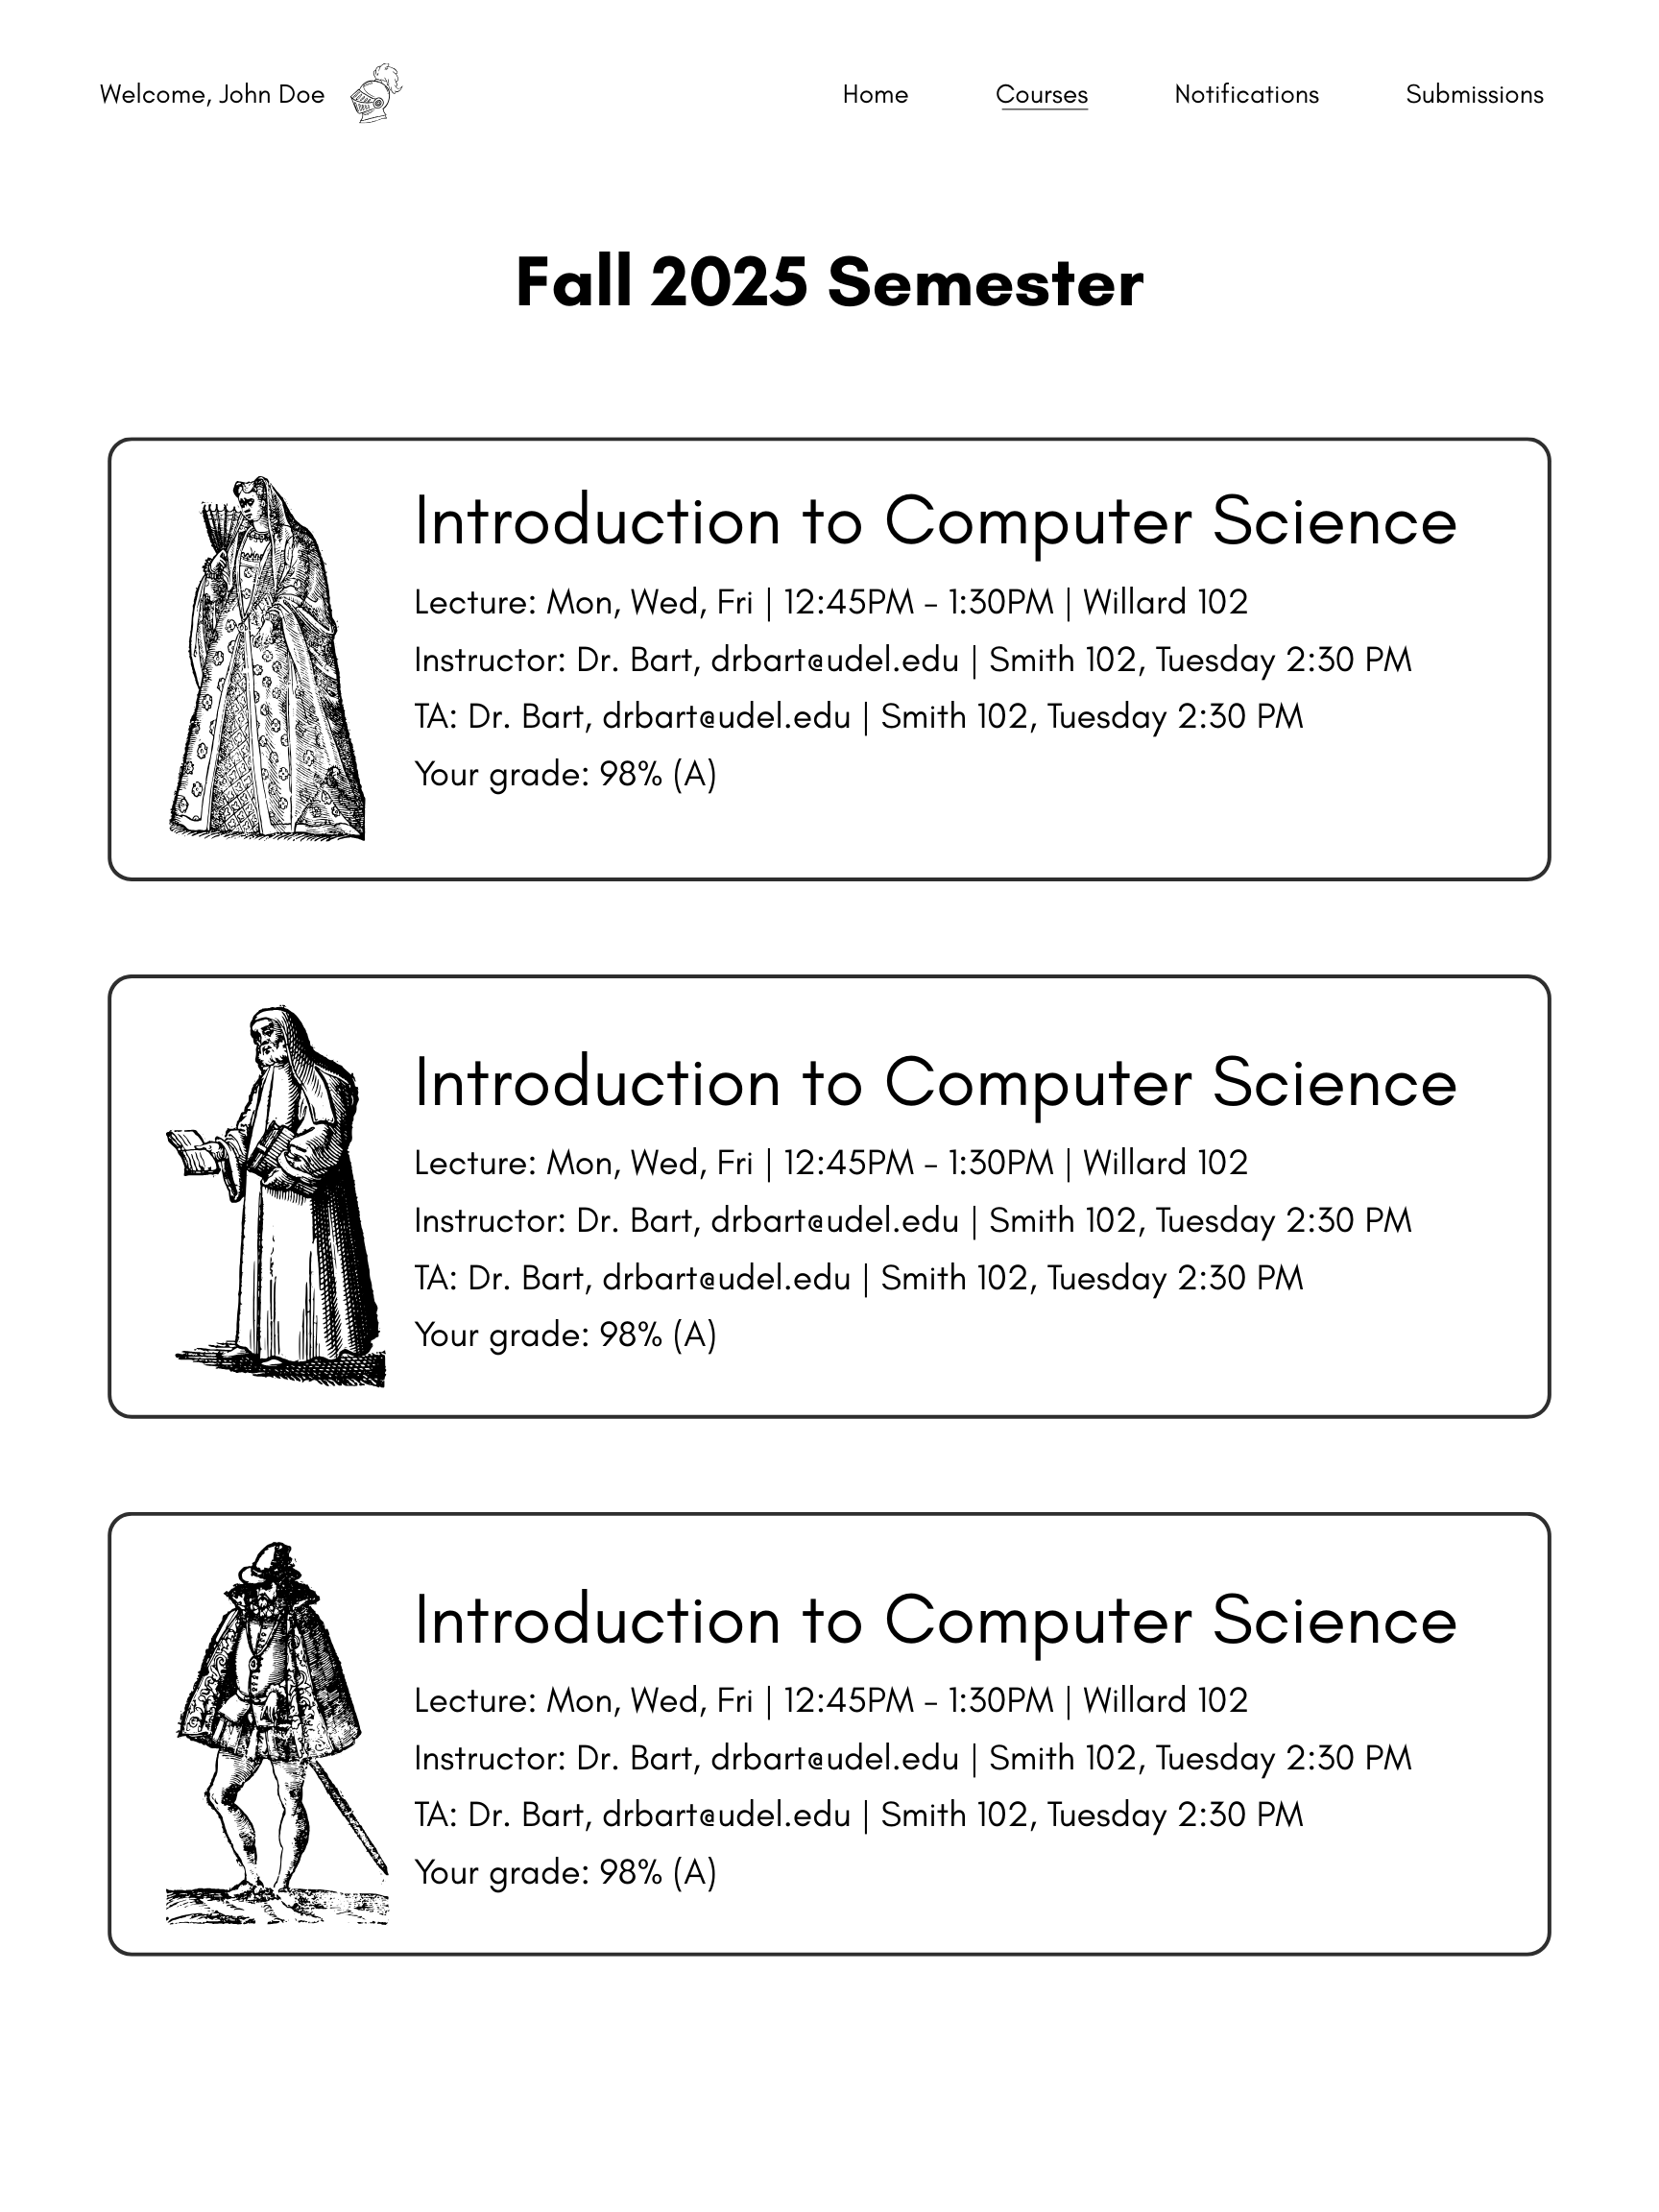 Welcome, John Doe
Home Courses Notifications Submissions
Fall 2025 Semester
Introduction to Computer Science
Lecture: Mon, Wed, Fri | 12:45PM - 1:30PM | Willard 102
Instructor: Dr. Bart, drbart@udel.edu | Smith 102, Tuesday 2:30 PM
TA: Dr. Bart, drbart@udel.edu | Smith 102, Tuesday 2:30 PM
Your grade: 98% (A)
Introduction to Computer Science
Lecture: Mon, Wed, Fri | 12:45PM - 1:30PM | Willard 102
Instructor: Dr. Bart, drbart@udel.edu | Smith 102, Tuesday 2:30 PM
TA: Dr. Bart, drbart@udel.edu | Smith 102, Tuesday 2:30 PM
Your grade: 98% (A)
Introduction to Computer Science
Lecture: Mon, Wed, Fri | 12:45PM - 1:30PM | Willard 102
Instructor: Dr. Bart, drbart@udel.edu | Smith 102, Tuesday 2:30 PM
TA: Dr. Bart, drbart@udel.edu | Smith 102, Tuesday 2:30 PM
Your grade: 98% (A)